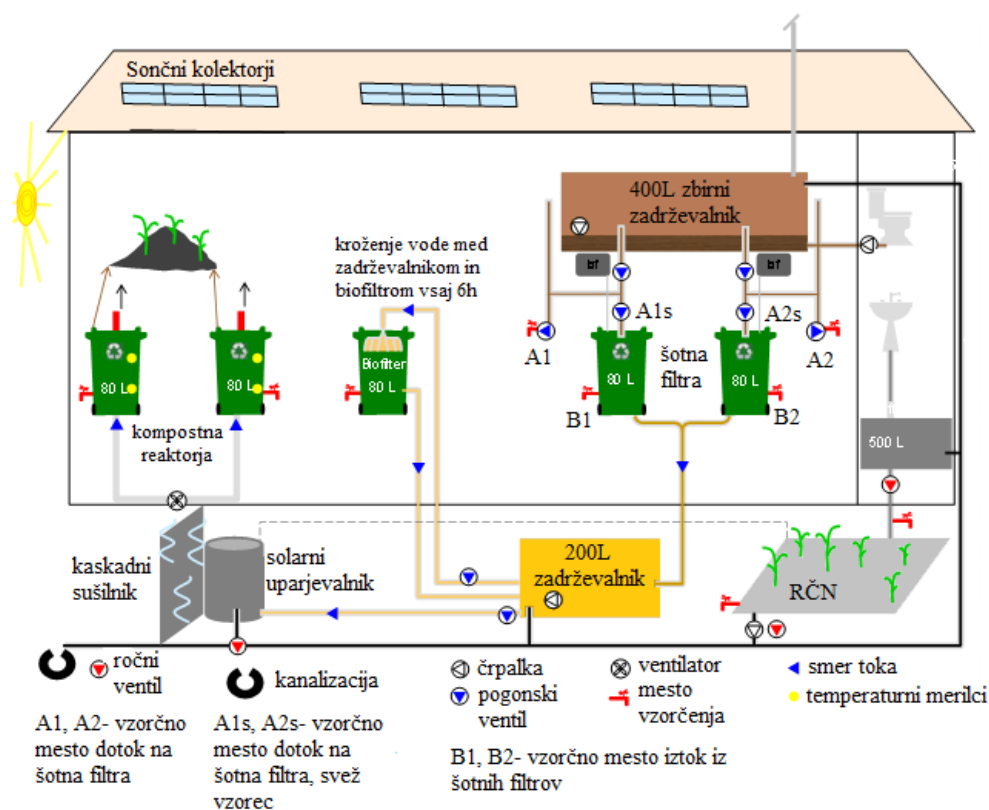 Sončni kolektorji
400L zbirni
zadrževalnik
kroženje vode med
zadrževalnikom in
biofiltrom vsaj 6h
bf
bf
A1s
A2s
A1
A2
šotna
filtra
80 L
80 L
Biofilter
80 L
80 L
80 L
B1
B2
kompostna
reaktorja
500 L
kaskadni
sušilnik
solarni
uparjevalnik
200L
zadrževalnik
RČN
ročni
ventil
kanalizacija
črpalka
pogonski
ventil
ventilator
mesto
vzorčenja
smer toka
temperaturni merilci
A1, A2- vzorčno
mesto dotok na
šotna filtra
A1s, A2s- vzorčno
mesto dotok na
šotna filtra, svež
vzorec
B1, B2- vzorčno mesto iztok iz
šotnih filtrov